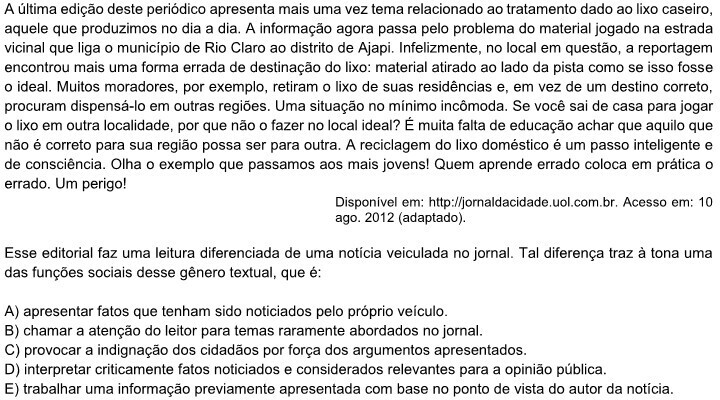 A última edição deste periódico apresenta mais uma vez tema relacionado ao tratamento dado ao lixo caseiro,
aquele que produzimos no dia a dia. A informação agora passa pelo problema do material jogado na estrada
vicinal que liga o município de Rio Claro ao distrito de Ajapi. Infelizmente, no local em questão, a reportagem
encontrou mais uma forma errada de destinação do lixo: material atirado ao lado da pista como se isso fosse
o ideal. Muitos moradores, por exemplo, retiram o lixo de suas residências e, em vez de um destino correto,
procuram dispensá-lo em outras regiões. Uma situação no mínimo incômoda. Se você sai de casa para jogar
o lixo em outra localidade, por que não o fazer no local ideal? É muita falta de educação achar que aquilo que
não é correto para sua região possa ser para outra. A reciclagem do lixo doméstico é um passo inteligente e
de consciência. Olha o exemplo que passamos aos mais jovens! Quem aprende errado coloca em prática o
errado. Um perigo!
Disponível em: http://jornaldacidade.uol.com.br. Acesso em: 10
ago. 2012 (adaptado).
Esse editorial faz uma leitura diferenciada de uma notícia veiculada no jornal. Tal diferença traz à tona uma
das funções sociais desse gênero textual, que é:
A) apresentar fatos que tenham sido noticiados pelo próprio veículo.
B) chamar a atenção do leitor para temas raramente abordados no jornal.
C) provocar a indignação dos cidadãos por força dos argumentos apresentados.
D) interpretar criticamente fatos noticiados e considerados relevantes para a opinião pública.
E) trabalhar uma informação previamente apresentada com base no ponto de vista do autor da notícia.